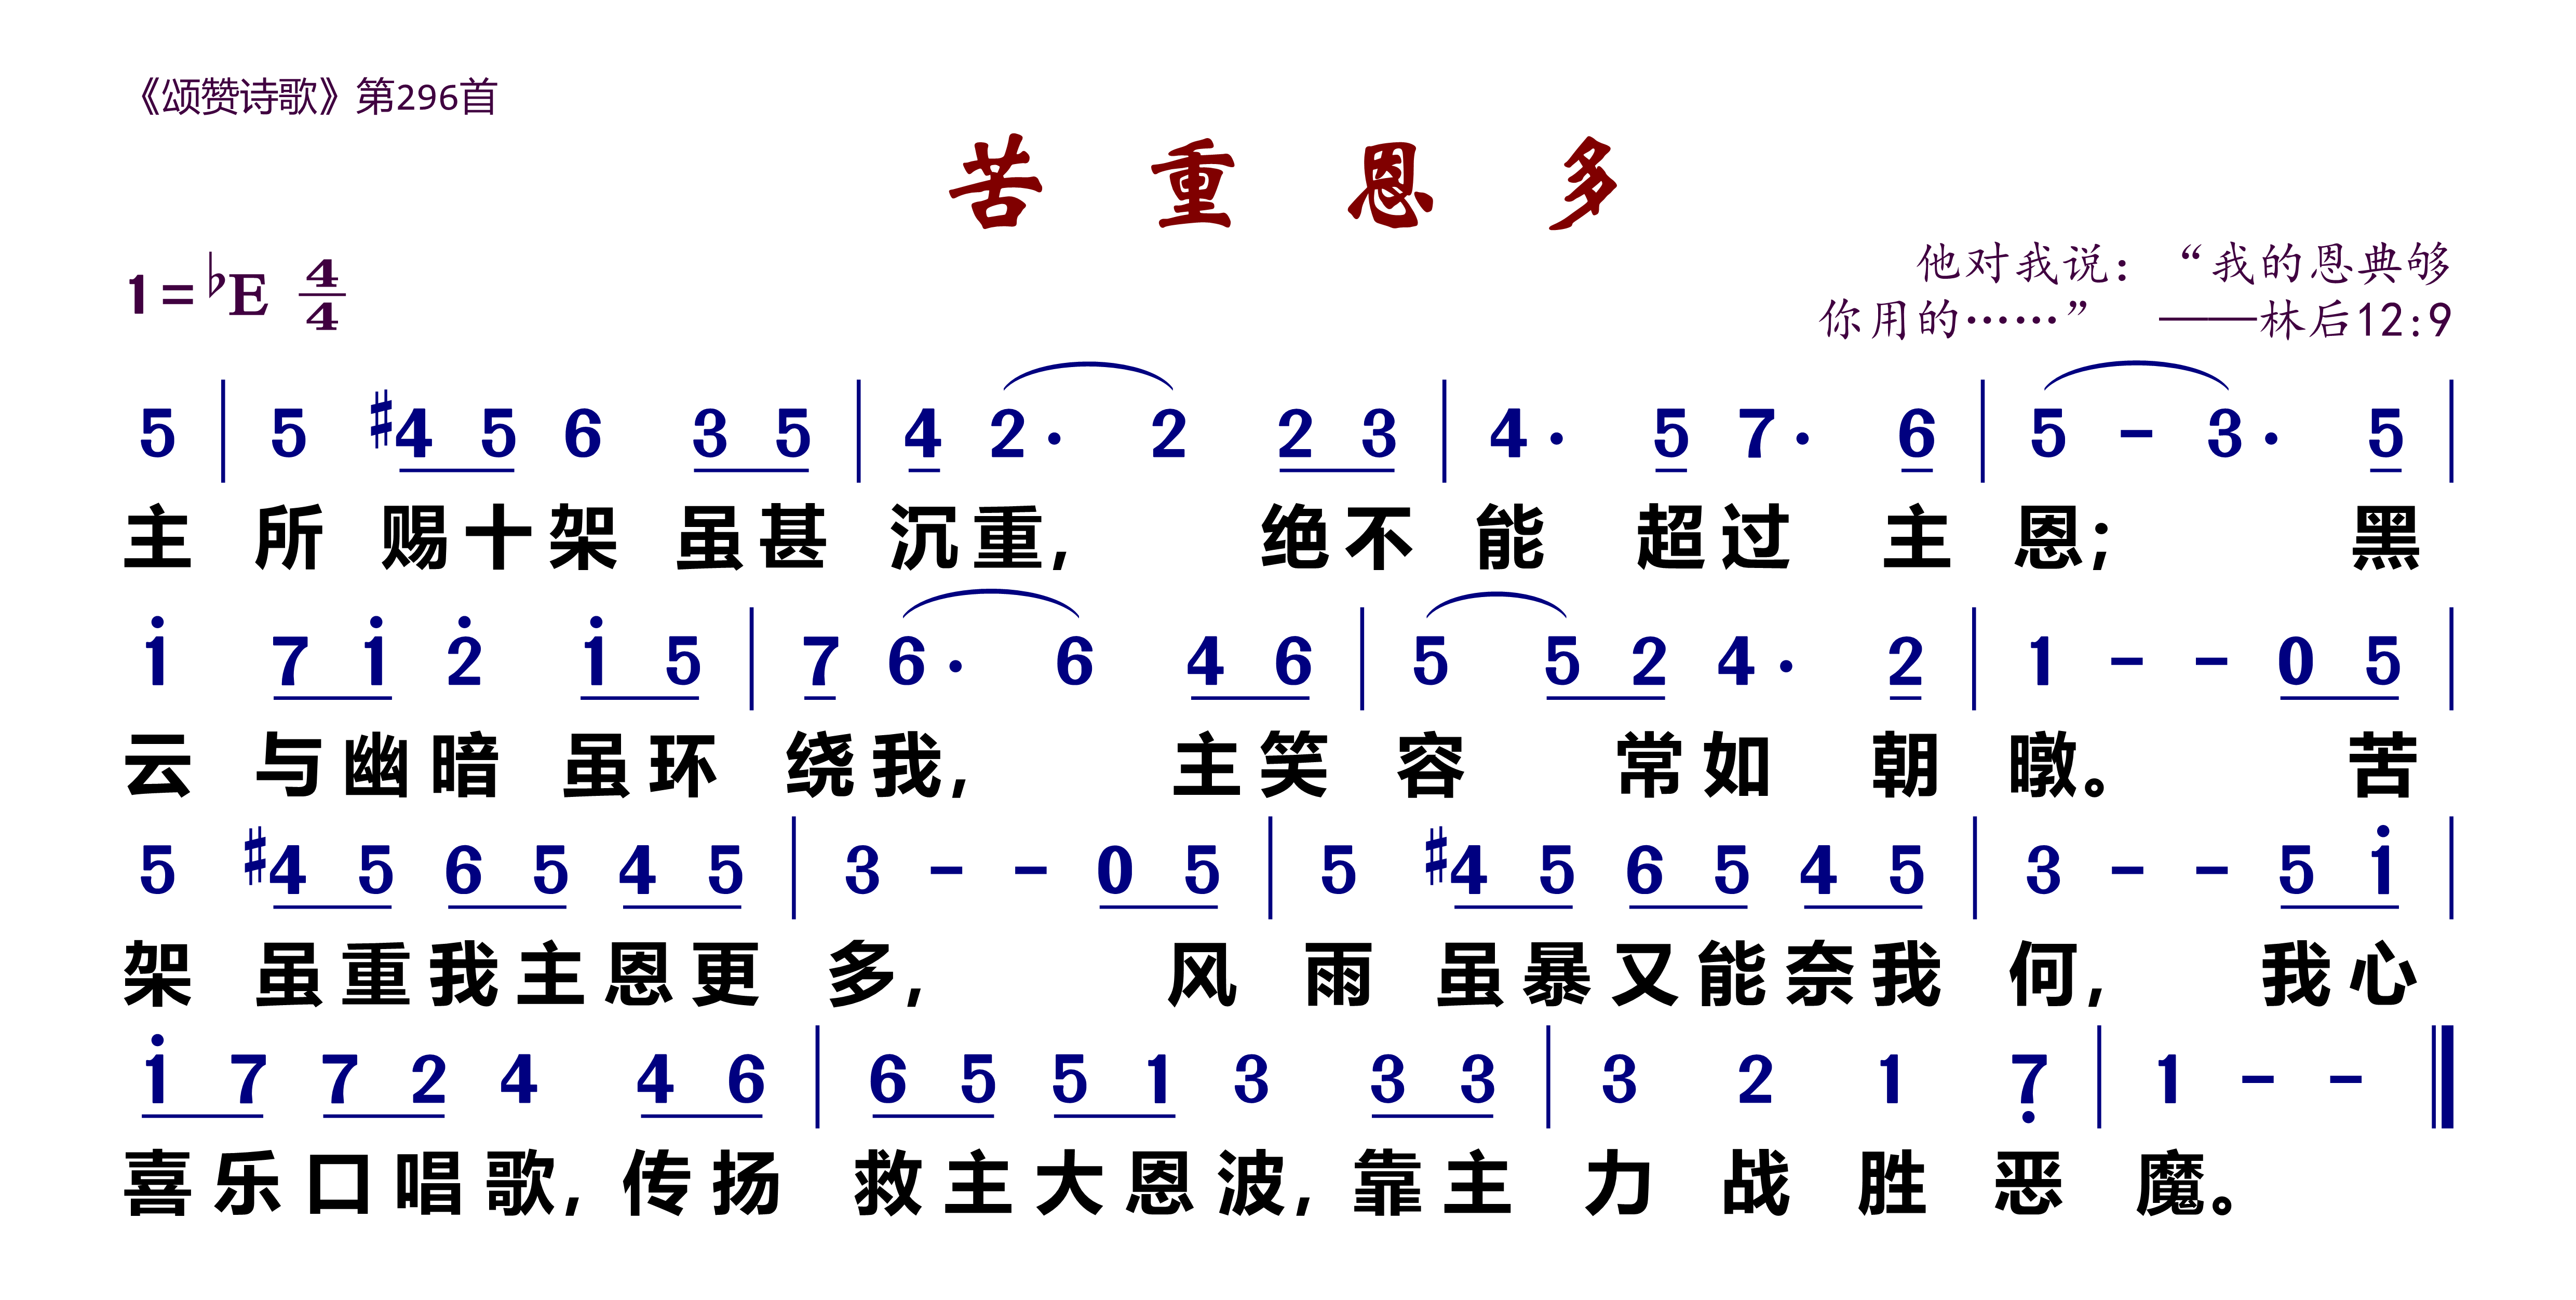 《颂赞诗歌》第296首
苦重恩多
1=♭E 4/4
他对我说：“我的恩典够
你用的……” ——林后12:9
5 | 5 #4 5 6 3 5 | 4 2· 2 2 3 | 4· 5 7· 6 | 5 – 3· 5 |
主 所 赐十架 虽甚 沉重， 绝不 能 超过 主 恩； 黑
1̇ 7 1̇ 2̇ 1̇ 5 | 7 6· 6 4 6 | 5 5 2 4· 2 | 1 – – 0 5 |
云 与幽暗 虽环 绕我， 主笑 容 常如 朝 暾。 苦
5 #4 5 6 5 4 5 | 3 – – 0 5 | 5 #4 5 6 5 4 5 | 3 – – 5 1̇ |
架 虽重我主恩更 多， 风 雨 虽暴又能奈我 何， 我心
1̇ 7 7 2 4 4 6 | 6 5 5 1 3 3 3 | 3 2 1 7̣ | 1 – – ‖
喜乐口唱歌，传扬 救主大恩波，靠主 力 战 胜 恶 魔。